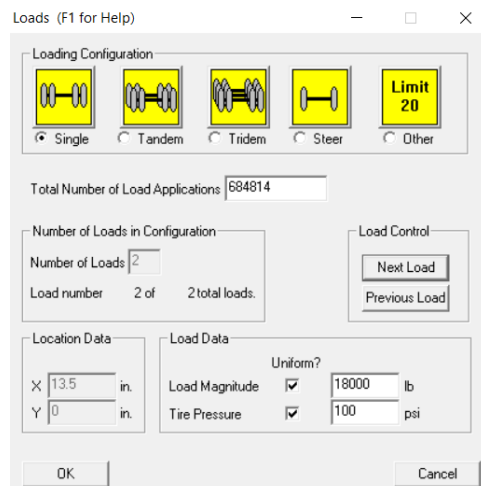 Loads (F1 for Help)
Loading Configuration
Limit
20
Single Tandem Tridem Steer Other
Total Number of Load Applications 684814
Number of Loads in Configuration
Number of Loads 2
Load number 2 of 2 total loads.
Load Control
Next Load
Previous Load
Location Data
X 13.5 in.
Y 0 in.
Load Data
Uniform?
Load Magnitude 18000 lb
Tire Pressure 100 psi
OK Cancel